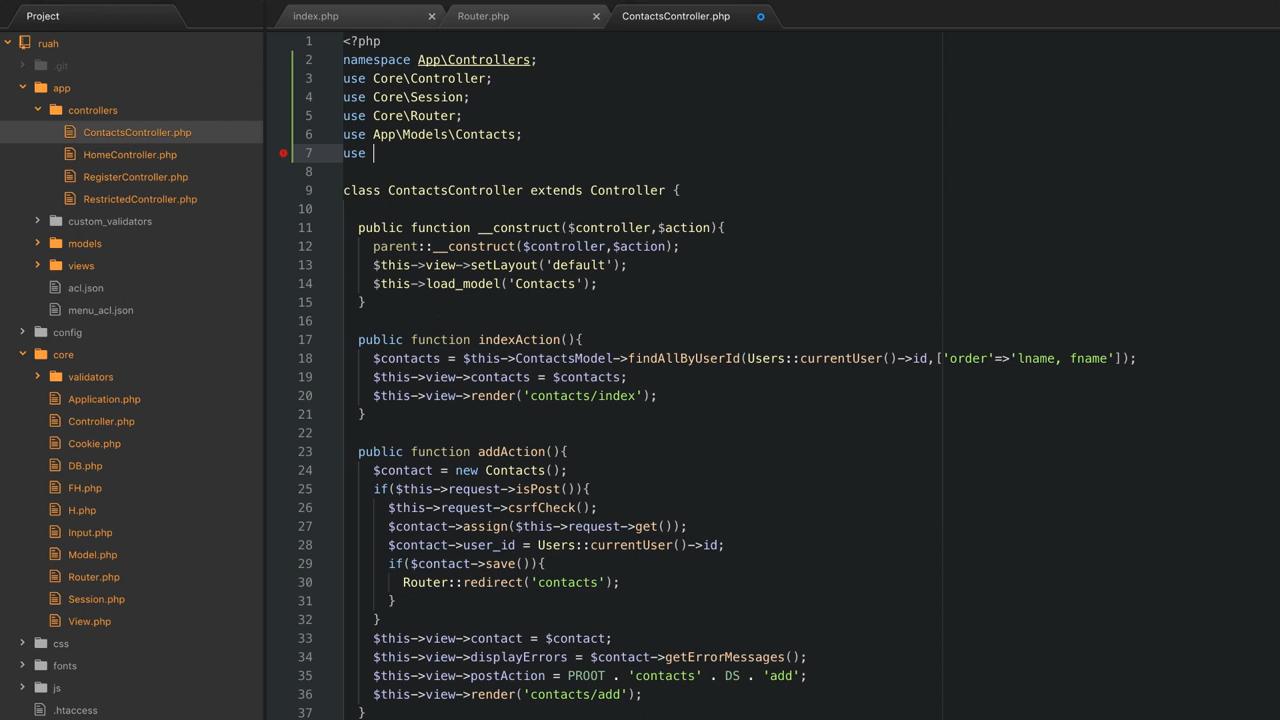 Project
index.php
Router.php
ContactsController.php
ruah
.git
app
controllers
ContactsController.php
HomeController.php
RegisterController.php
RestrictedController.php
custom_validators
models
views
acl.json
menu_acl.json
config
core
validators
Application.php
Controller.php
Cookie.php
DB.php
FH.php
H.php
Input.php
Model.php
Router.php
Session.php
View.php
css
fonts
js
.htaccess
1 <?php
2 namespace App\Controllers;
3 use Core\Controller;
4 use Core\Session;
5 use Core\Router;
6 use App\Models\Contacts;
7 use
8
9 class ContactsController extends Controller {
10
11 public function __construct($controller,$action){
12 parent::__construct($controller,$action);
13 $this->view->setLayout('default');
14 $this->load_model('Contacts');
15 }
16
17 public function indexAction(){
18 $contacts = $this->ContactsModel->findAllByUserId(Users::currentUser()->id,['order'=>'lname, fname']);
19 $this->view->contacts = $contacts;
20 $this->view->render('contacts/index');
21 }
22
23 public function addAction(){
24 $contact = new Contacts();
25 if($this->request->isPost()){
26 $this->request->csrfCheck();
27 $contact->assign($this->request->get());
28 $contact->user_id = Users::currentUser()->id;
29 if($contact->save()){
30 Router::redirect('contacts');
31 }
32 }
33 $this->view->contact = $contact;
34 $this->view->displayErrors = $contact->getErrorMessages();
35 $this->view->postAction = PROOT . 'contacts' . DS . 'add';
36 $this->view->render('contacts/add');
37 }